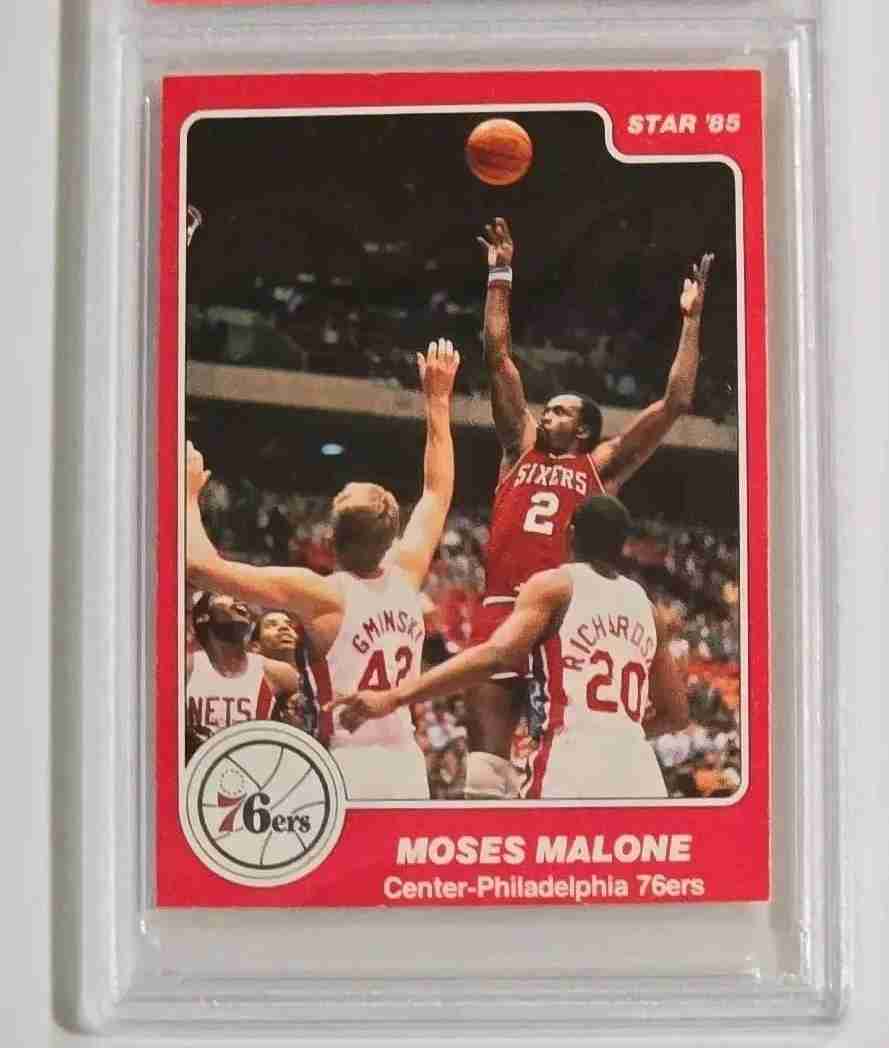 STAR '85
SIXERS
2
GMINSKI
42
RICHARDS
20
NETS
76ers
MOSES MALONE
Center-Philadelphia 76ers